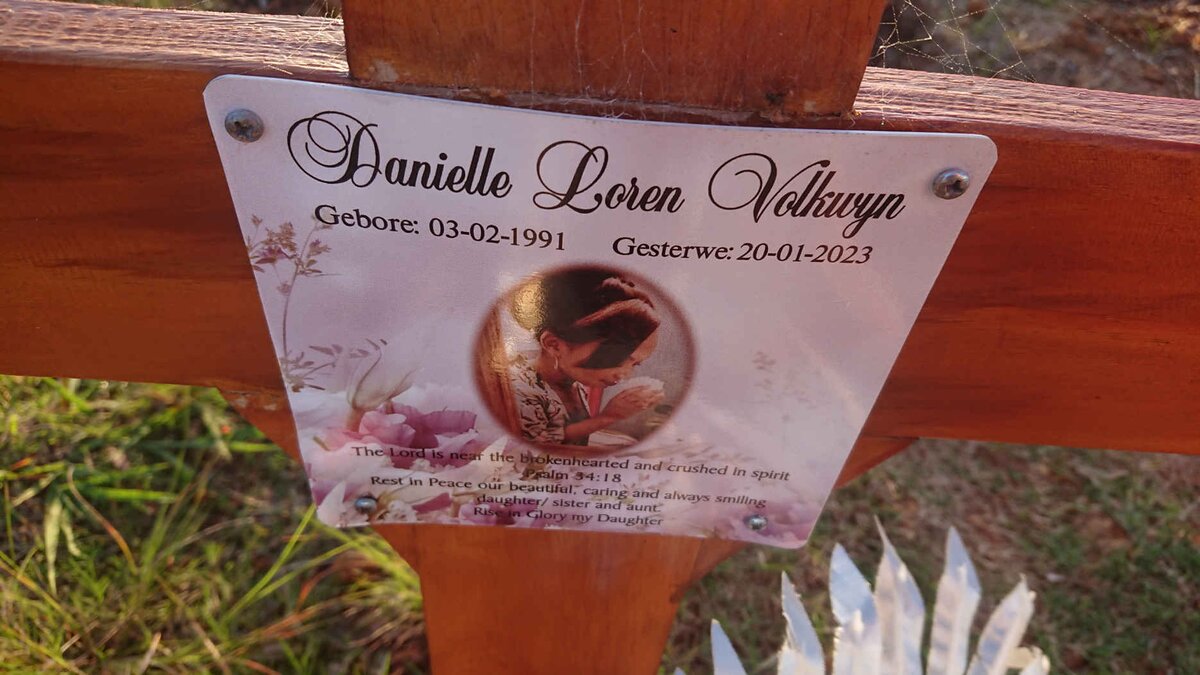 Danielle Loren Volkwyn
Gebore: 03-02-1991 Gesterwe: 20-01-2023
The Lord is near the brokenhearted and crushed in spirit
Psalm 34:18
Rest in Peace our beautiful, caring and always smiling
daughter/ sister and aunt.
Rise in Glory my Daughter